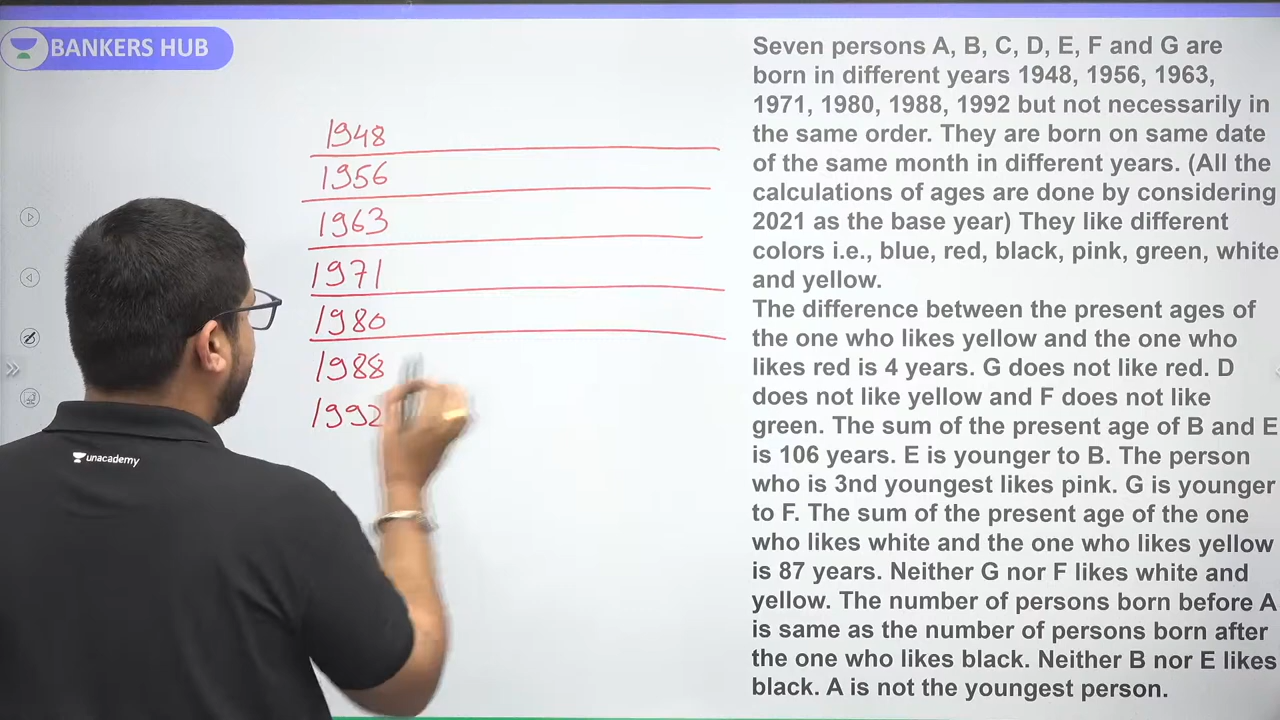 BANKERS HUB
Seven persons A, B, C, D, E, F and G are
born in different years 1948, 1956, 1963,
1971, 1980, 1988, 1992 but not necessarily in
the same order. They are born on same date
of the same month in different years. (All the
calculations of ages are done by considering
2021 as the base year) They like different
colors i.e., blue, red, black, pink, green, white
and yellow.
The difference between the present ages of
the one who likes yellow and the one who
likes red is 4 years. G does not like red. D
does not like yellow and F does not like
green. The sum of the present age of B and E
is 106 years. E is younger to B. The person
who is 3nd youngest likes pink. G is younger
to F. The sum of the present age of the one
who likes white and the one who likes yellow
is 87 years. Neither G nor F likes white and
yellow. The number of persons born before A
is same as the number of persons born after
the one who likes black. Neither B nor E likes
black. A is not the youngest person.
1948
1956
1963
1971
1980
1988
1992
unacademy